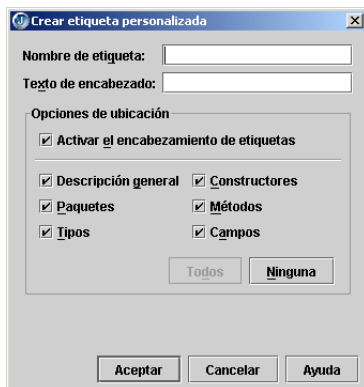 Crear etiqueta personalizada
Nombre de etiqueta:
Texto de encabezado:
Opciones de ubicación
Activar el encabezamiento de etiquetas
Descripción general Constructores
Paquetes Métodos
Tipos Campos
Todos Ninguna
Aceptar Cancelar Ayuda